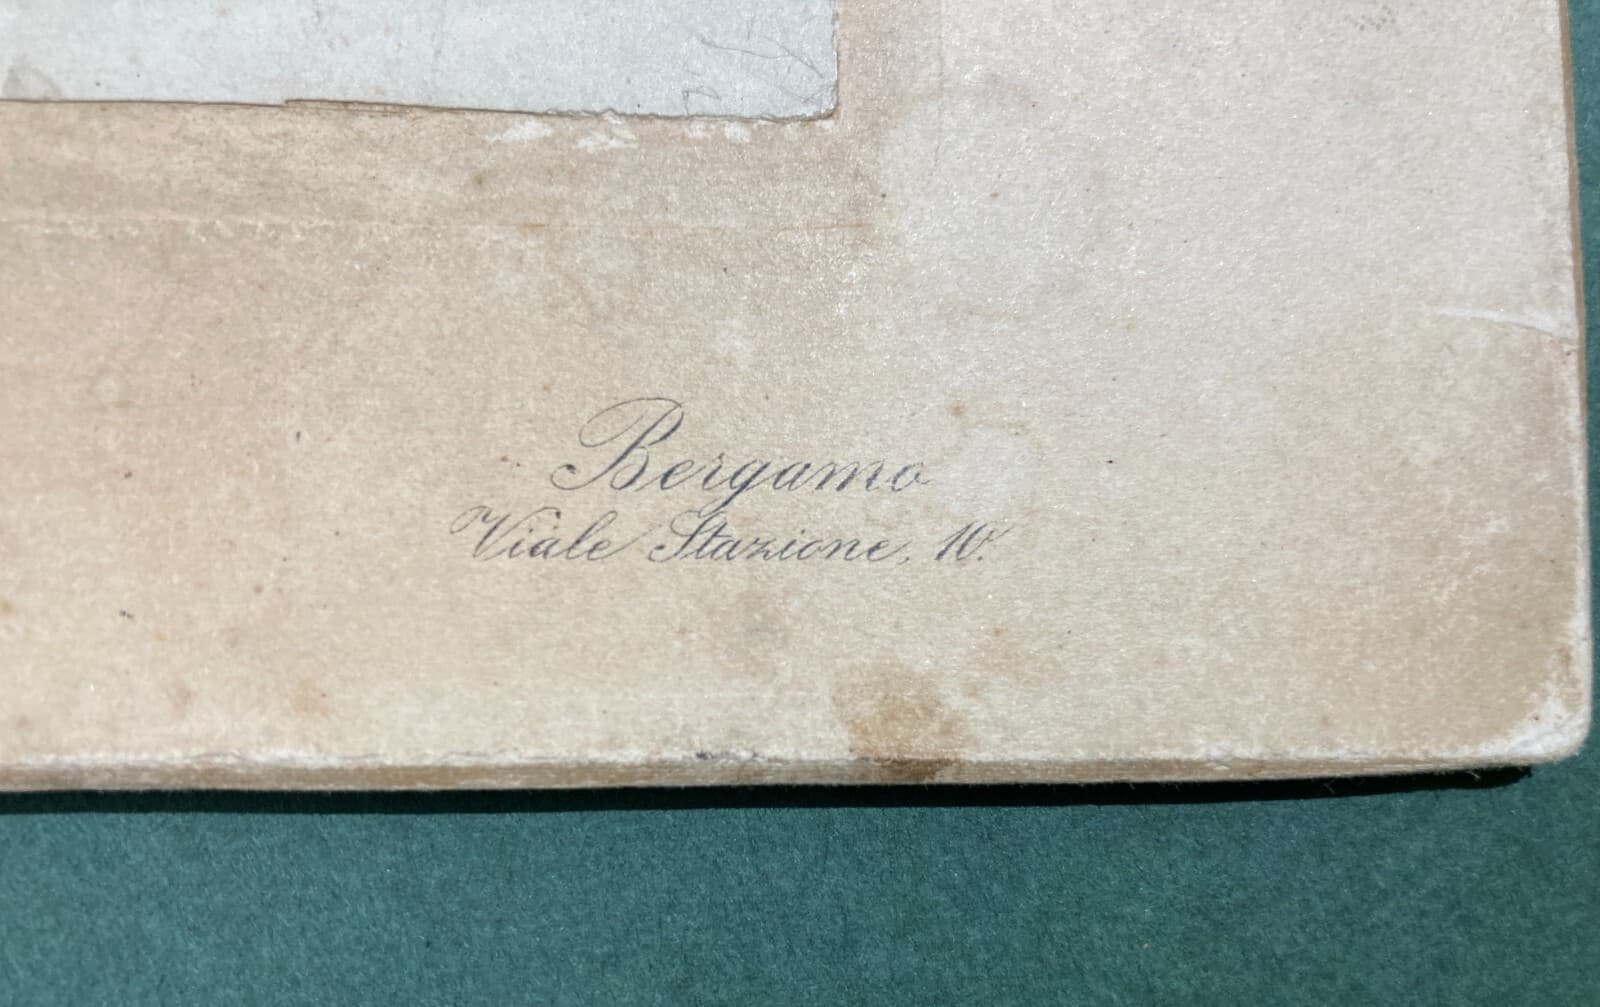 Bergamo
Viale Stazione, 10.